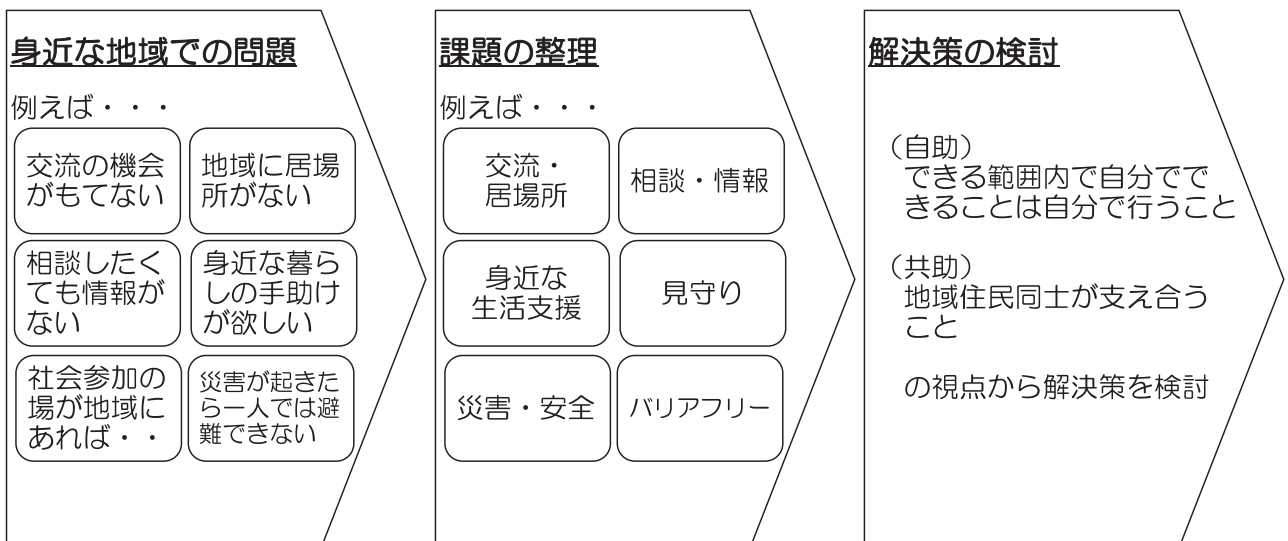 身近な地域での問題
例えば・・・
交流の機会
がもてない
地域に居場
所がない
相談したく
ても情報が
ない
身近な暮ら
しの手助け
が欲しい
社会参加の
場が地域に
あれば・・
災害が起きた
ら一人では避
難できない
課題の整理
例えば・・・
交流・
居場所
相談・情報
身近な
生活支援
見守り
災害・安全
バリアフリー
解決策の検討
（自助）
できる範囲内で自分でで
きることは自分で行うこと
（共助）
地域住民同士が支え合う
こと
の視点から解決策を検討